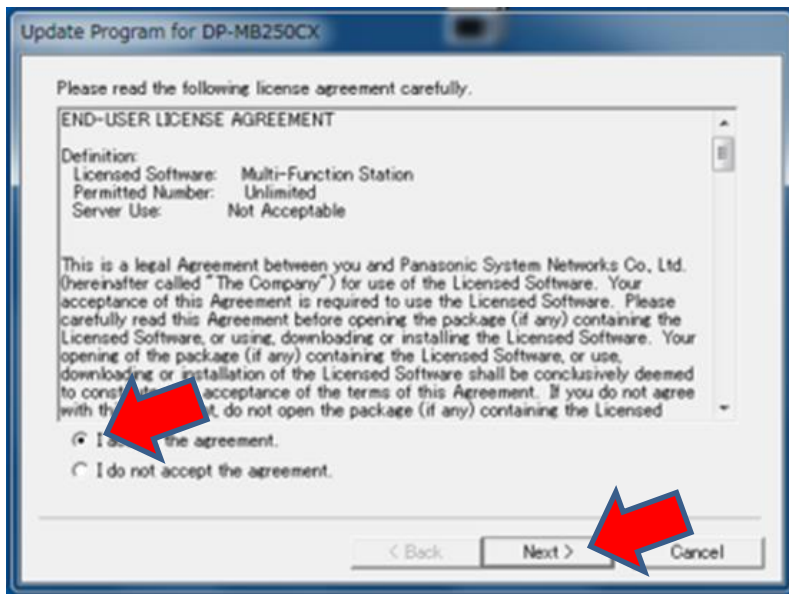 Update Program for DP-MB250CX
Please read the following license agreement carefully.
END-USER LICENSE AGREEMENT
Definition:
Licensed Software: Multi-Function Station
Permitted Number: Unlimited
Server Use: Not Acceptable
This is a legal Agreement between you and Panasonic System Networks Co., Ltd.
(hereinafter called "The Company") for use of the Licensed Software. Your
acceptance of this Agreement is required to use the Licensed Software. Please
carefully read this Agreement before opening the package (if any) containing the
Licensed Software, or using, downloading or installing the Licensed Software. Your
opening of the package (if any) containing the Licensed Software, or use,
downloading or installation of the Licensed Software shall be conclusively deemed
to acceptance of the terms of this Agreement. If you do not agree
with do not open the package (if any) containing the Licensed
I the agreement.
I do not accept the agreement.
< Back
Next >
Cancel